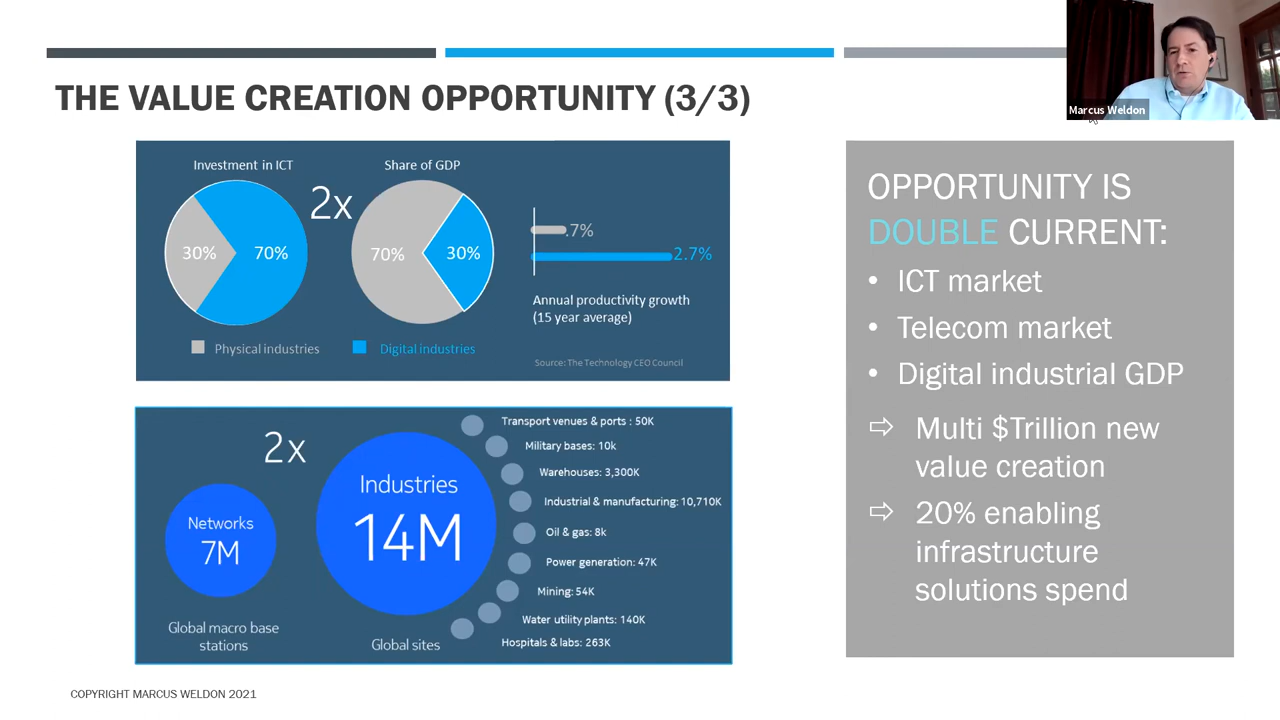 Marcus Weldon
THE VALUE CREATION OPPORTUNITY (3/3)
Investment in ICT
Share of GDP
2x
30%
70%
70%
30%
.7%
2.7%
Annual productivity growth
(15 year average)
Physical industries
Digital industries
Source: The Technology CEO Council
2x
Networks
7M
Global macro base
stations
Industries
14M
Global sites
Transport venues & ports : 50K
Military bases: 10k
Warehouses: 3,300K
Industrial & manufacturing: 10,710K
Oil & gas: 8k
Power generation: 47K
Mining: 54K
Water utility plants: 140K
Hospitals & labs: 263K
OPPORTUNITY IS
DOUBLE CURRENT:
• ICT market
• Telecom market
• Digital industrial GDP
⇨ Multi $Trillion new
value creation
⇨ 20% enabling
infrastructure
solutions spend
COPYRIGHT MARCUS WELDON 2021